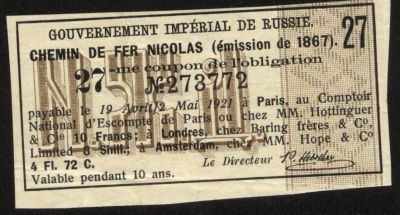 GOUVERNEMENT IMPÉRIAL DE RUSSIE.
CHEMIN DE FER NICOLAS (émission de 1867). 27
27-me coupon de l'obligation
№273772
payable le 19 Avril/2 Mai 1921 à Paris, au Comptoir
National d'Escompte de Paris ou chez MM. Hottinguer
& Cº 10 Francs; à Londres, chez Baring frères & Cº.
Limited 8 Shill.; à Amsterdam, chez MM. Hope & Cº
4 Fl. 72 C.
Le Directeur
Valable pendant 10 ans.